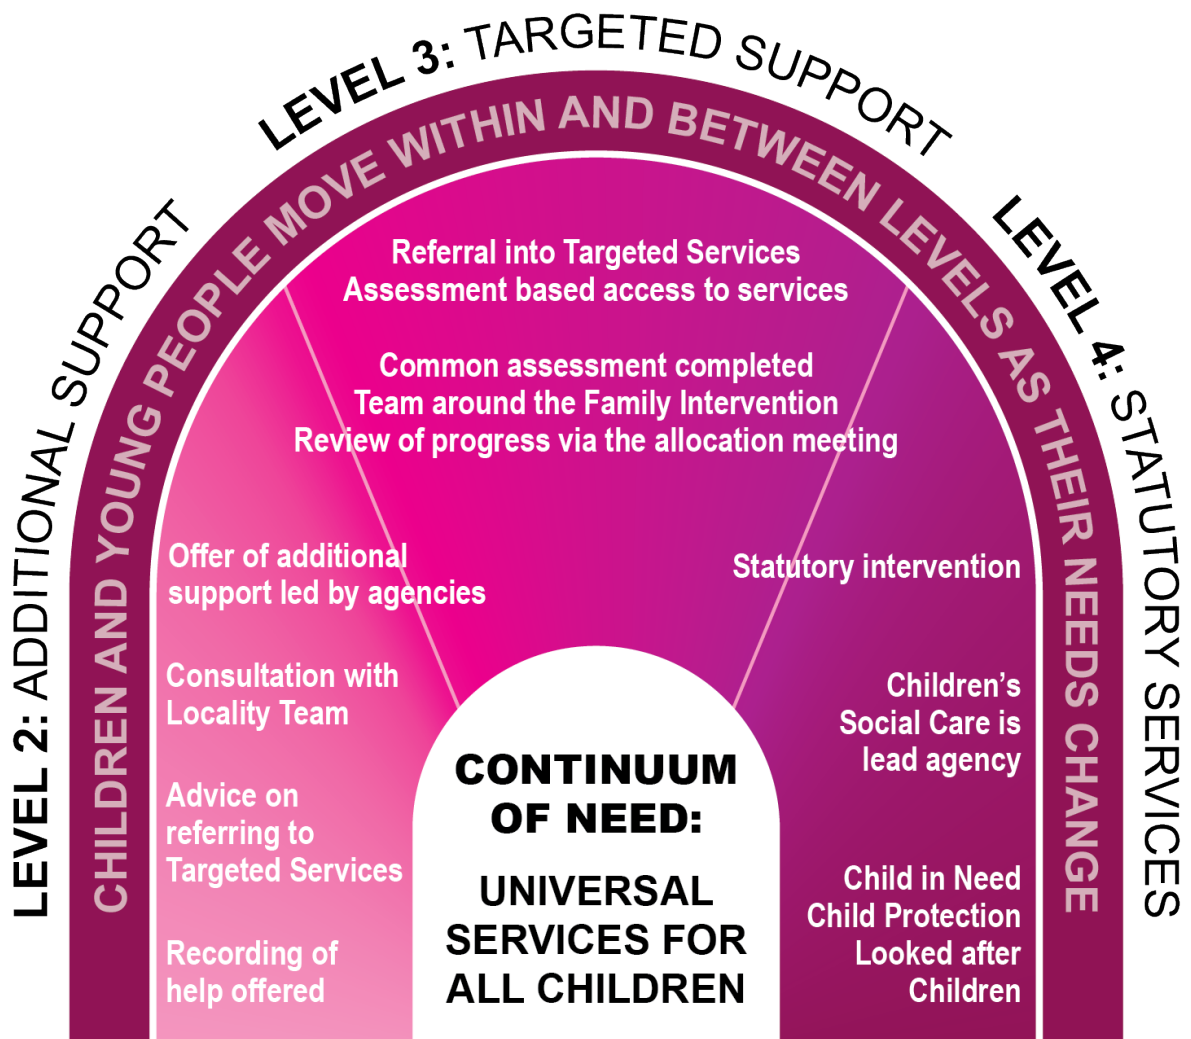 LEVEL 2: ADDITIONAL SUPPORT
LEVEL 3: TARGETED SUPPORT
LEVEL 4: STATUTORY SERVICES
CHILDREN AND YOUNG PEOPLE MOVE WITHIN AND BETWEEN LEVELS AS THEIR NEEDS CHANGE
Referral into Targeted Services
Assessment based access to services
Common assessment completed
Team around the Family Intervention
Review of progress via the allocation meeting
Offer of additional
support led by agencies
Consultation with
Locality Team
Advice on
referring to
Targeted Services
Recording of
help offered
Statutory intervention
Children’s
Social Care is
lead agency
Child in Need
Child Protection
Looked after
Children
CONTINUUM
OF NEED:
UNIVERSAL
SERVICES FOR
ALL CHILDREN